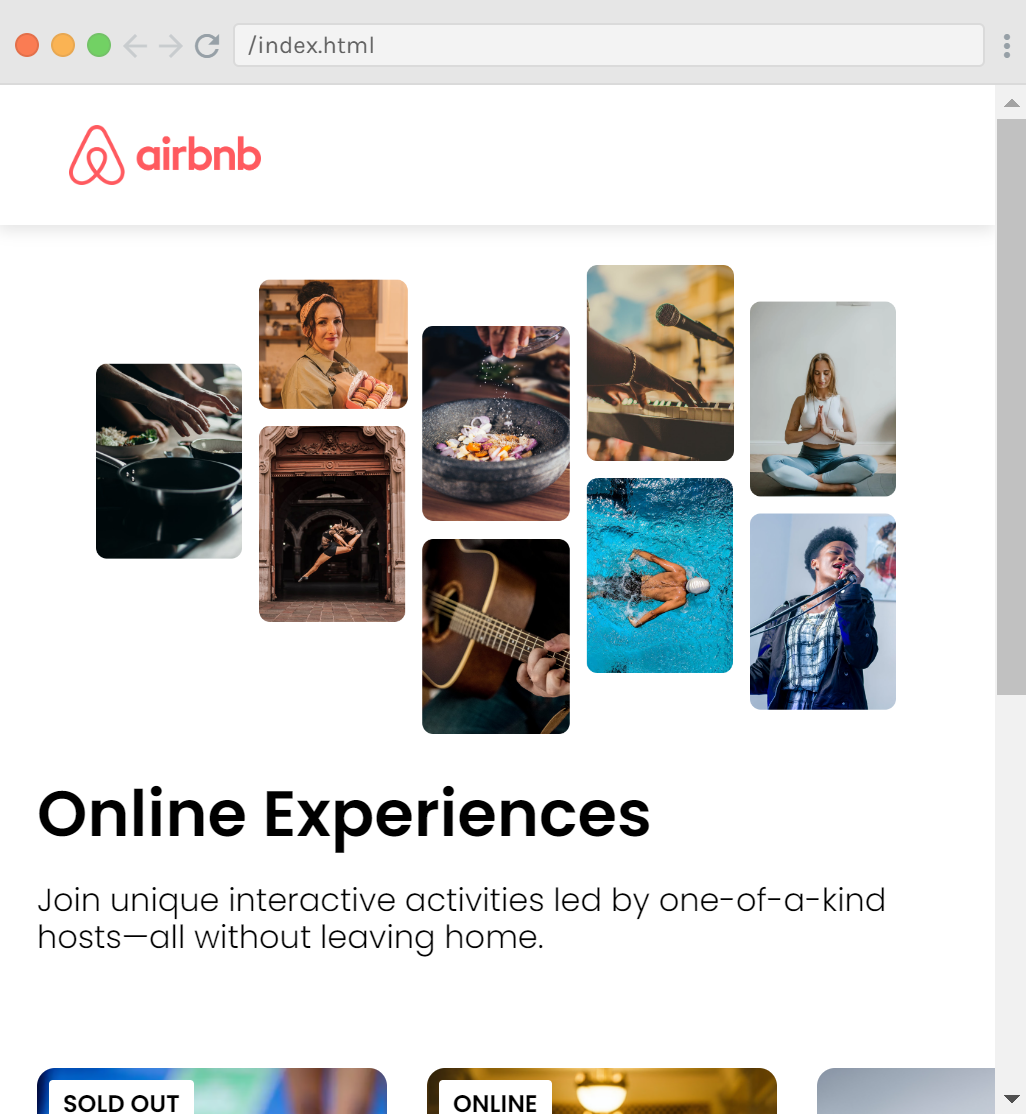 /index.html
airbnb
Online Experiences
Join unique interactive activities led by one-of-a-kind
hosts—all without leaving home.
SOLD OUT
ONLINE